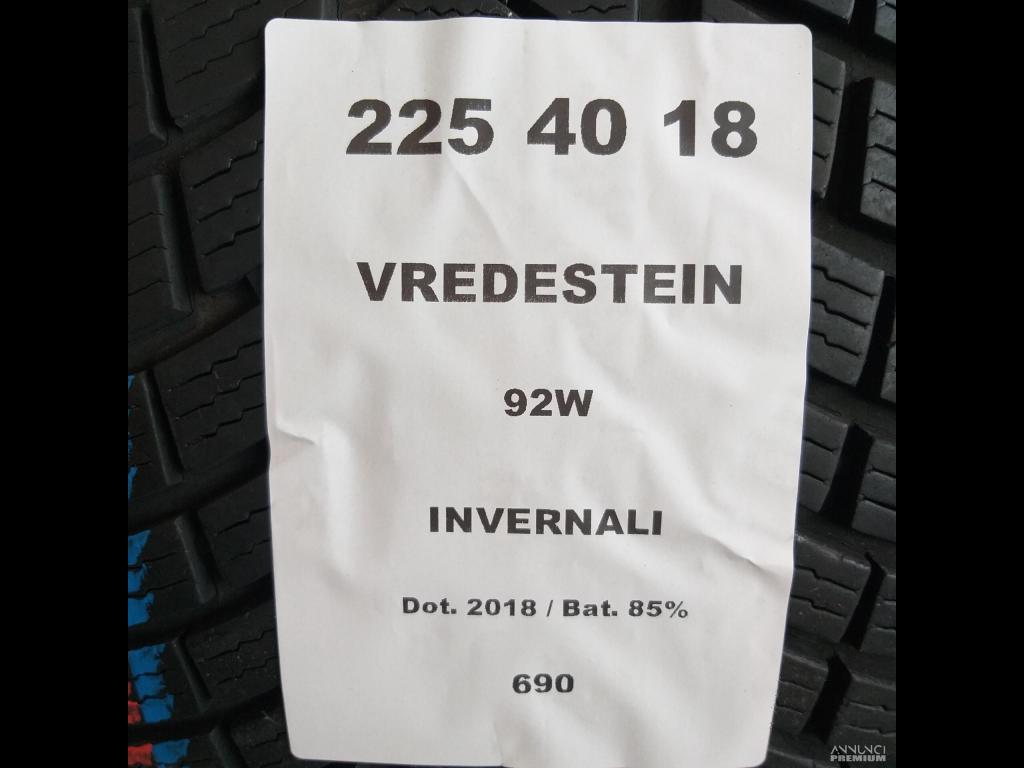 225 40 18
VREDESTEIN
92W
INVERNALI
Dot. 2018 / Bat. 85%
690
ANNUNCI
PREMIUM